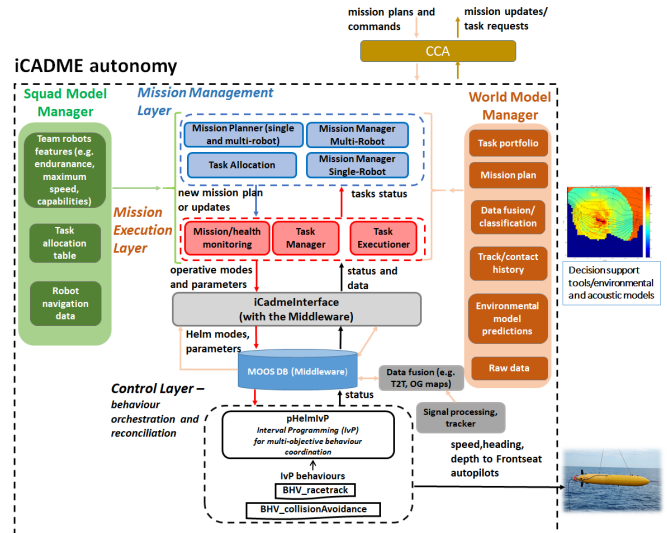 mission plans and
commands
mission updates/
task requests
CCA
iCADME autonomy
Squad Model
Manager
Mission Management
Layer
World Model
Manager
Team robots
features (e.g.
enduranance,
maximum
speed,
capabilities)
Task
allocation
table
Robot
navigation
data
Mission Planner (single
and multi-robot)
Mission Manager
Multi-Robot
Task Allocation
Mission Manager
Single-Robot
new mission plan
or updates
tasks status
Mission
Execution
Layer
Mission/health
monitoring
Task
Manager
Task
Executioner
operative modes
and parameters
status and
data
iCadmeInterface
(with the Middleware)
Helm modes,
parameters
MOOS DB (Middleware)
Data fusion (e.g.
T2T, OG maps)
Signal processing,
tracker
Control Layer –
behaviour
orchestration and
reconciliation
status
pHelmIvP
Interval Programming (IvP)
for multi-objective behaviour
coordination
IvP behaviours
BHV_racetrack
BHV_collisionAvoidance
speed,heading,
depth to Frontseat
autopilots
Task portfolio
Mission plan
Data fusion/
classification
Track/contact
history
Environmental
model
predictions
Raw data
Decision support
tools/environmental
and acoustic models